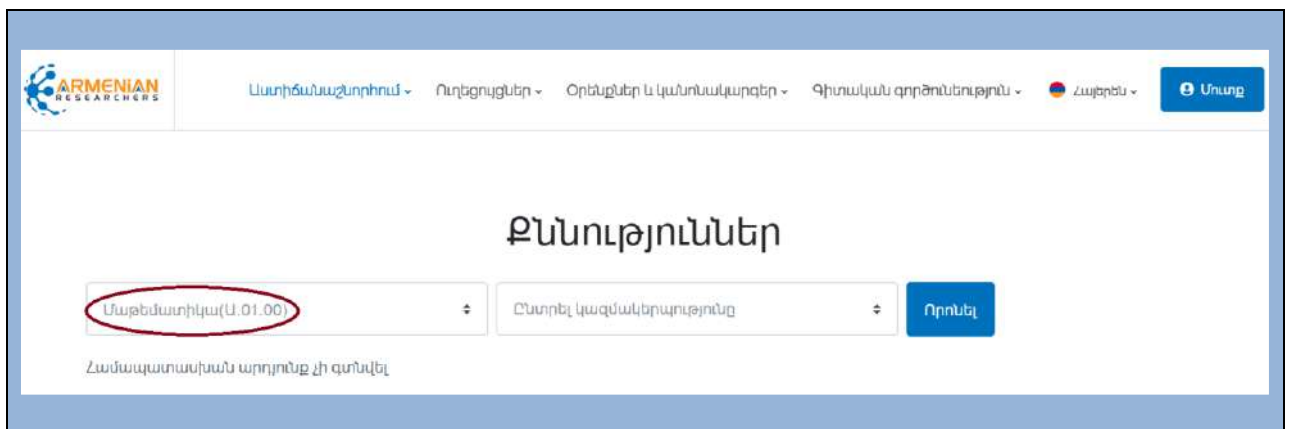 ARMENIAN
RESEARCHERS
Աստիճանաշնորհում
Ուղեցույցներ
Օրենքներ և կանոնակարգեր
Գիտական գործունեություն
Հայերեն
Մուտք
Քննություններ
Մաթեմատիկա(Ա.01.00)
Ընտրել կազմակերպությունը
Որոնել
Համապատասխան արդյունք չի գտնվել